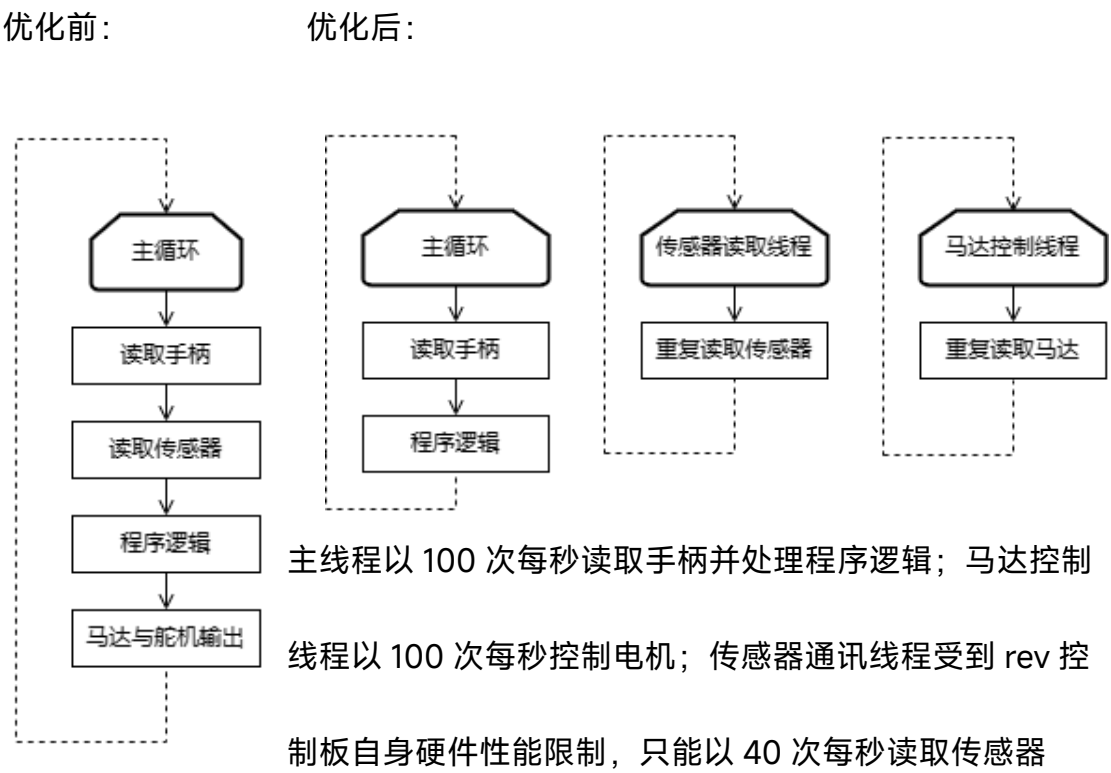 优化前： 优化后：
主循环
读取手柄
读取传感器
程序逻辑
马达与舵机输出
主循环
读取手柄
程序逻辑
传感器读取线程
重复读取传感器
马达控制线程
重复读取马达
主线程以 100 次每秒读取手柄并处理程序逻辑；马达控制
线程以 100 次每秒控制电机；传感器通讯线程受到 rev 控
制板自身硬件性能限制，只能以 40 次每秒读取传感器